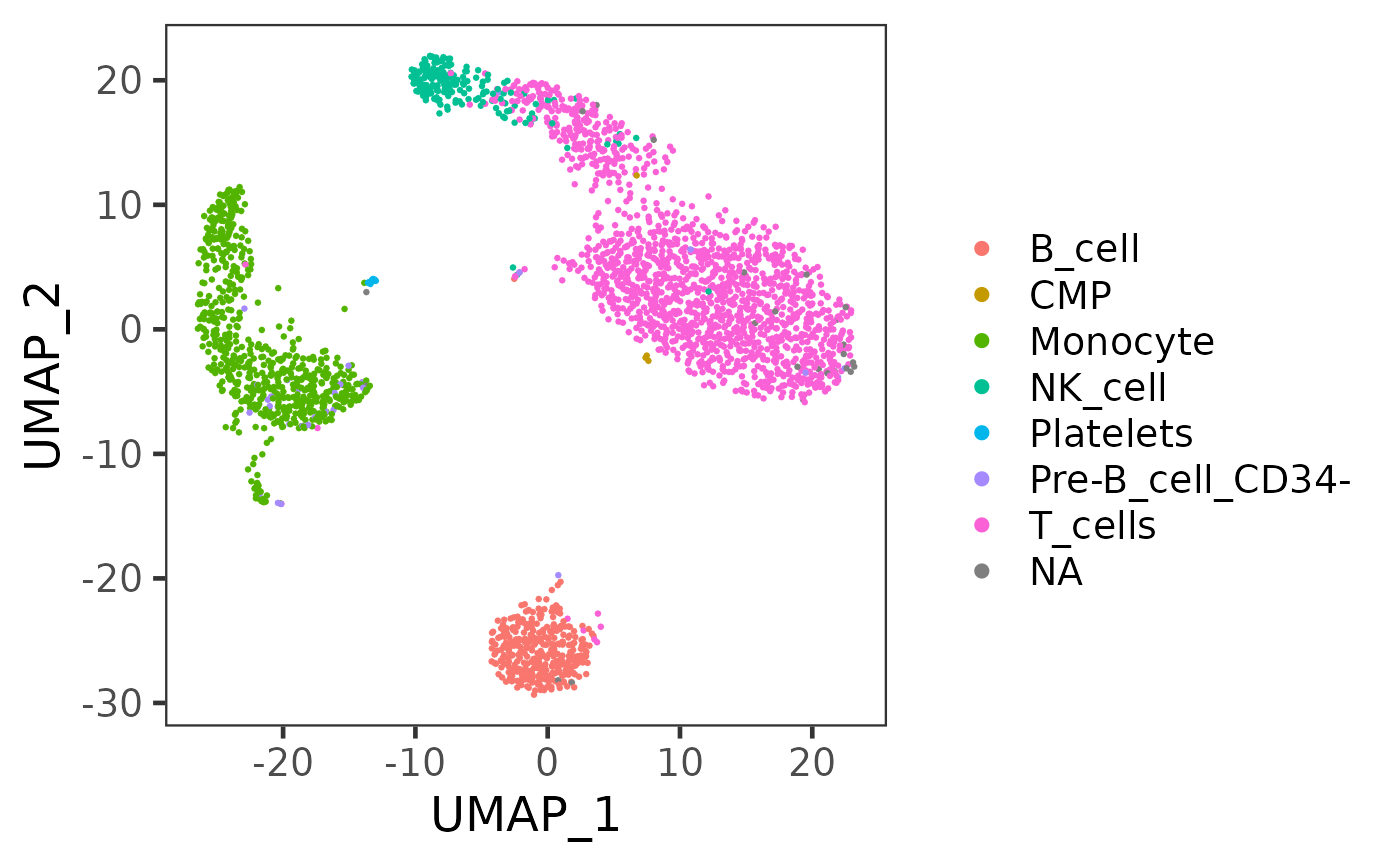 20
10
0
-10
-20
-30
-20
-10
0
10
20
UMAP_1
UMAP_2
B_cell
CMP
Monocyte
NK_cell
Platelets
Pre-B_cell_CD34-
T_cells
NA